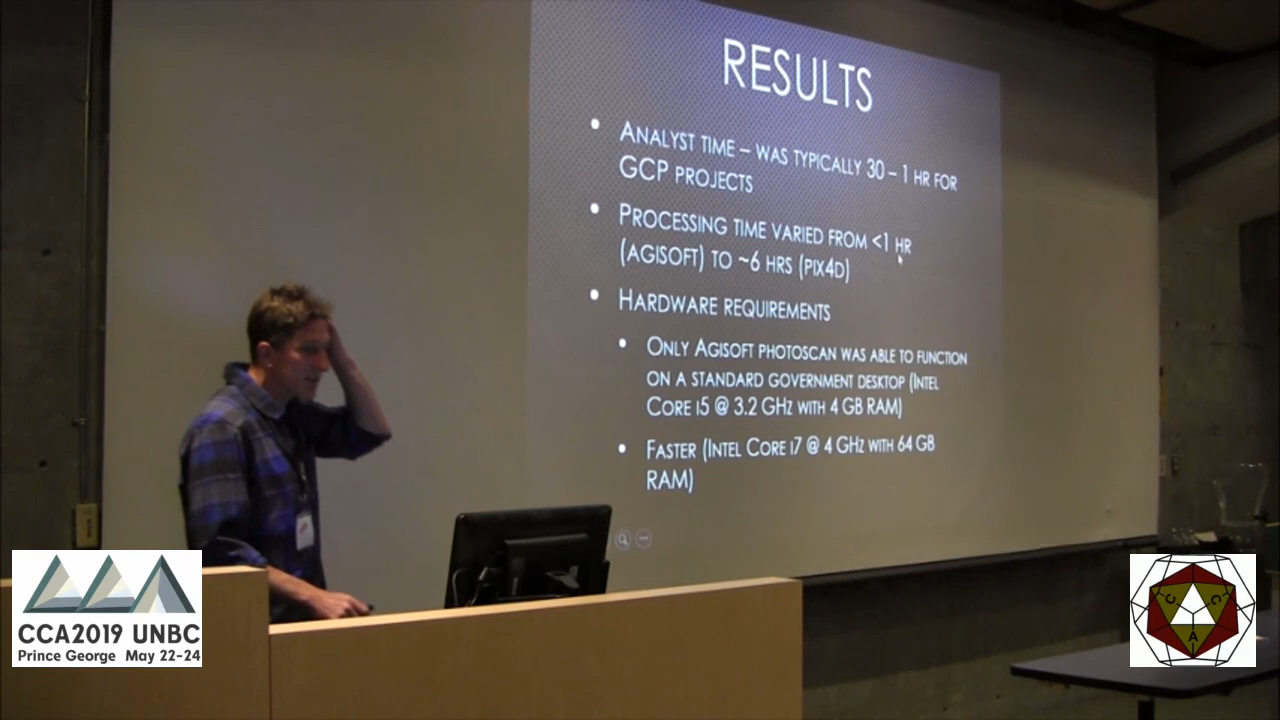 RESULTS
• ANALYST TIME – WAS TYPICALLY 30 – 1 HR FOR
GCP PROJECTS
• PROCESSING TIME VARIED FROM <1 HR
(AGISOFT) TO ~6 HRS (PIX4D)
• HARDWARE REQUIREMENTS
• ONLY AGISOFT PHOTOSCAN WAS ABLE TO FUNCTION
ON A STANDARD GOVERNMENT DESKTOP (INTEL
CORE I5 @ 3.2 GHZ WITH 4 GB RAM)
• FASTER (INTEL CORE I7 @ 4 GHZ WITH 64 GB
RAM)
CCA2019 UNBC
Prince George May 22-24
C C A